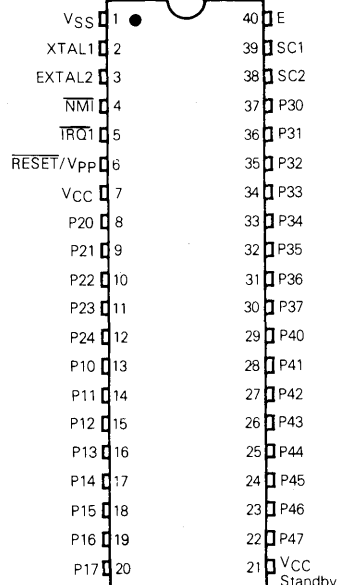 VSS 1 40 E
XTAL1 2 39 SC1
EXTAL2 3 38 SC2
NMI 4 37 P30
IRQ1 5 36 P31
RESET/VPP 6 35 P32
VCC 7 34 P33
P20 8 33 P34
P21 9 32 P35
P22 10 31 P36
P23 11 30 P37
P24 12 29 P40
P10 13 28 P41
P11 14 27 P42
P12 15 26 P43
P13 16 25 P44
P14 17 24 P45
P15 18 23 P46
P16 19 22 P47
P17 20 21 VCC
Standby